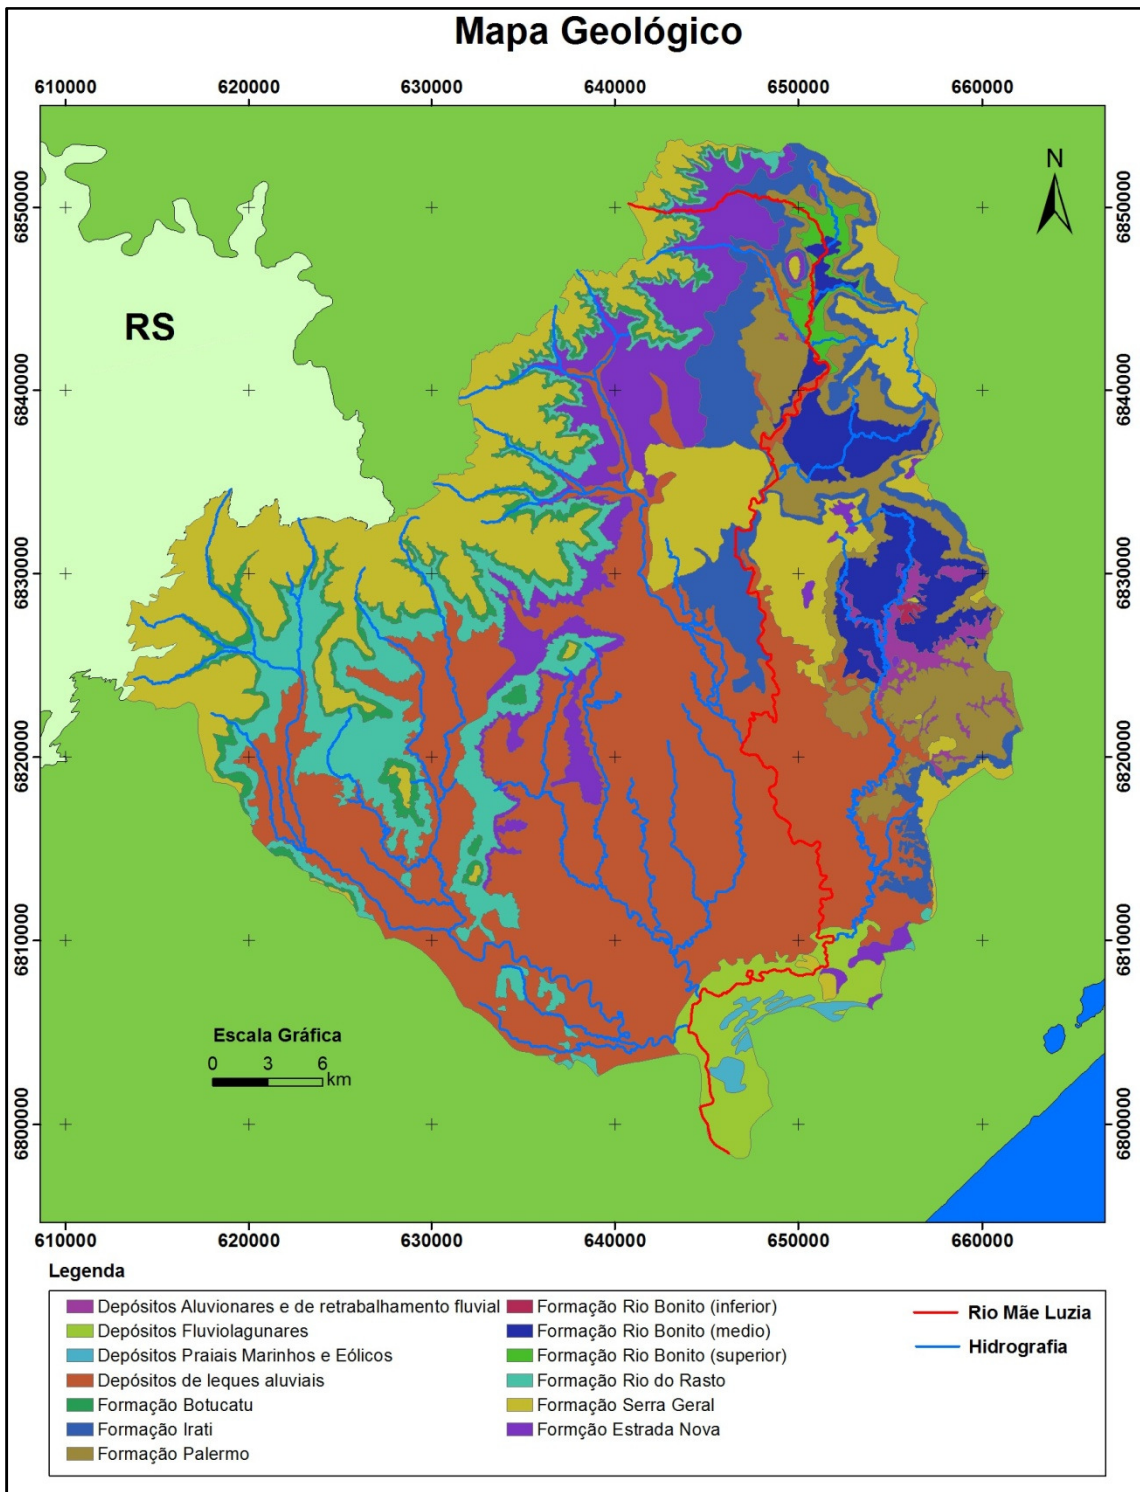 Mapa Geológico
610000 620000 630000 640000 650000 660000
N
6850000 6850000
RS
6840000 6840000
6830000 6830000
6820000 6820000
6810000 6810000
Escala Gráfica
0 3 6
km
6800000 6800000
610000 620000 630000 640000 650000 660000
Legenda
Depósitos Aluvionares e de retrabalhamento fluvial
Depósitos Fluviolagunares
Depósitos Praiais Marinhos e Eólicos
Depósitos de leques aluviais
Formação Botucatu
Formação Irati
Formação Palermo
Formação Rio Bonito (inferior)
Formação Rio Bonito (medio)
Formação Rio Bonito (superior)
Formação Rio do Rasto
Formação Serra Geral
Formção Estrada Nova
Rio Mãe Luzia
Hidrografia